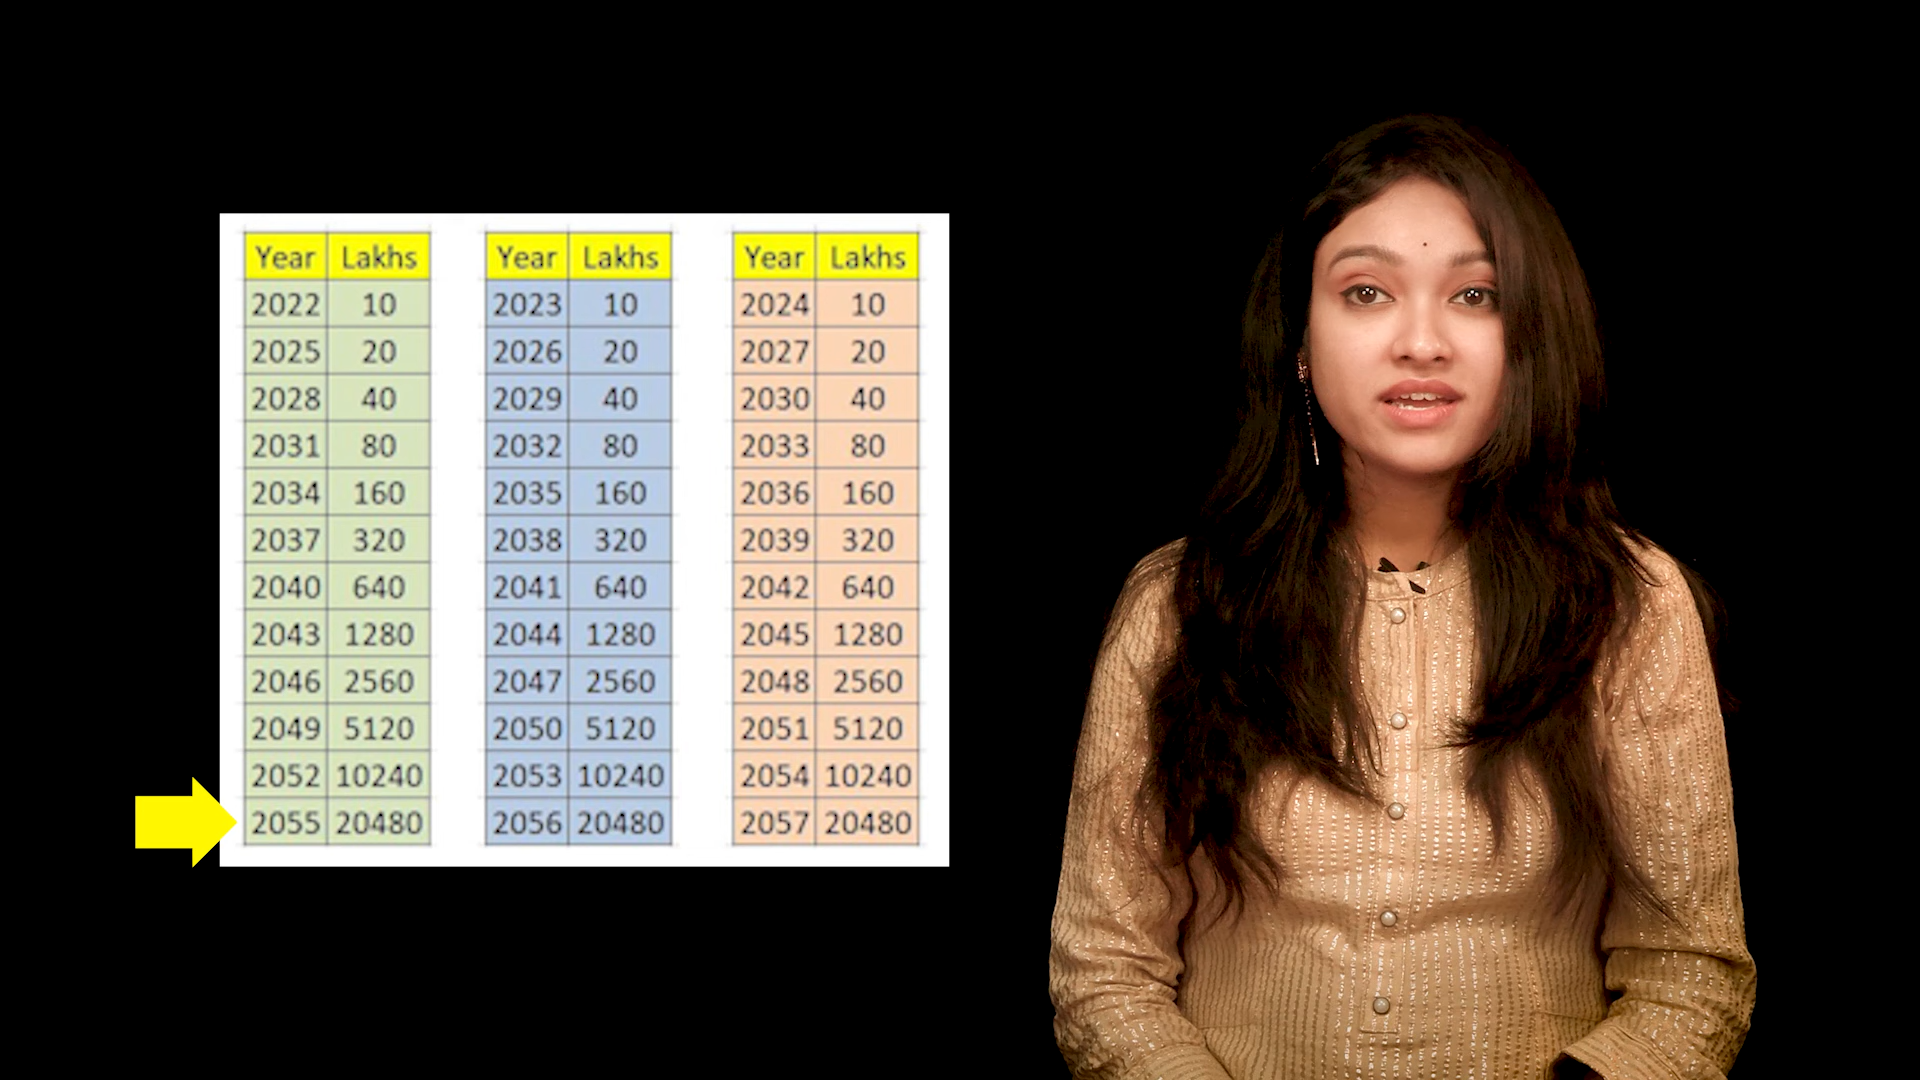 Year Lakhs Year Lakhs Year Lakhs
2022 10 2023 10 2024 10
2025 20 2026 20 2027 20
2028 40 2029 40 2030 40
2031 80 2032 80 2033 80
2034 160 2035 160 2036 160
2037 320 2038 320 2039 320
2040 640 2041 640 2042 640
2043 1280 2044 1280 2045 1280
2046 2560 2047 2560 2048 2560
2049 5120 2050 5120 2051 5120
2052 10240 2053 10240 2054 10240
2055 20480 2056 20480 2057 20480